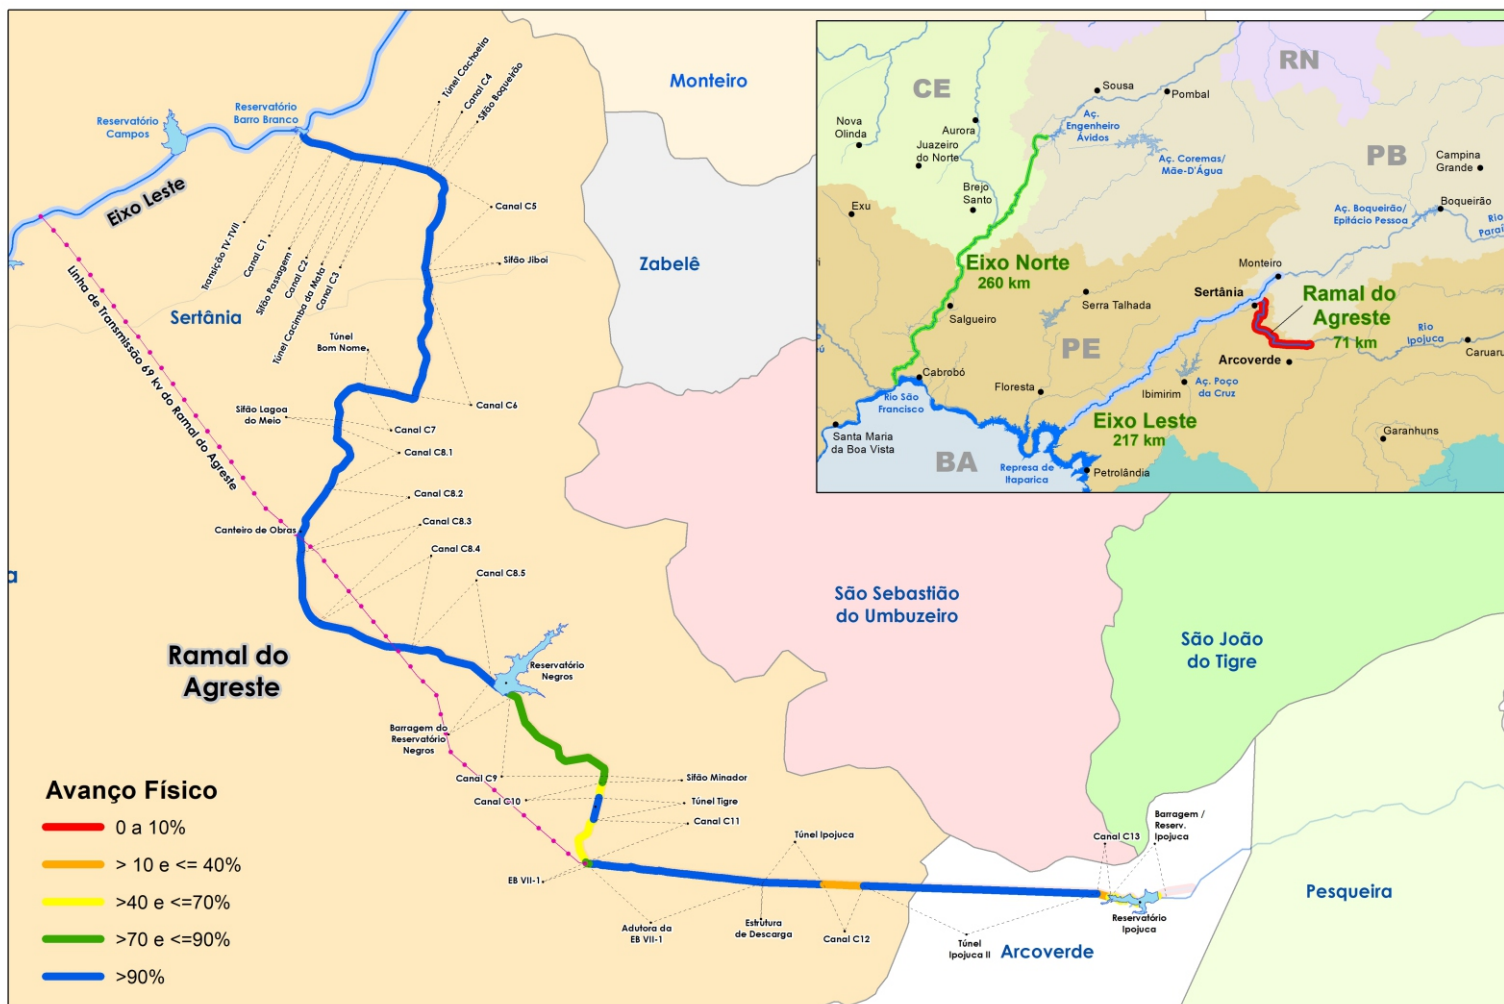 Monteiro
Zabelê
São Sebastião
do Umbuzeiro
São João
do Tigre
Pesqueira
Arcoverde
Sertânia
Reservatório
Campos
Reservatório
Barro Branco
Eixo Leste
Túnel Cachoeira
Canal C4
Sifão Boqueirão
Canal C5
Sifão Jiboi
Transição TV-TVII
Canal C1
Sifão Passagem
Canal C2
Túnel Cacimba da Mata
Canal C3
Linha de Transmissão 69 kv do Ramal do Agreste
Túnel
Bom Nome
Sifão Lagoa
do Meio
Canal C6
Canal C7
Canal C8.1
Canal C8.2
Canal C8.3
Canteiro de Obras
Canal C8.4
Canal C8.5
a
Ramal do
Agreste
Reservatório
Negros
Barragem do
Reservatório
Negros
Canal C9
Sifão Minador
Canal C10
Túnel Tigre
Canal C11
EB VII-1
Túnel Ipojuca
Adutora da
EB VII-1
Estrutura
de Descarga
Canal C12
Túnel
Ipojuca II
Canal C13
Barragem /
Reserv.
Ipojuca
Reservatório
Ipojuca
Avanço Físico
0 a 10%
> 10 e <= 40%
>40 e <=70%
>70 e <=90%
>90%
CE
RN
PB
PE
BA
Sousa
Pombal
Nova
Olinda
Aurora
Juazeiro
do Norte
Aç.
Engenheiro
Ávidos
Aç. Coremas/
Mãe-D'Água
Campina
Grande
Brejo
Santo
Exu
Aç. Boqueirão/
Epitácio Pessoa
Boqueirão
Rio
Paraí
ri
Eixo Norte
260 km
Monteiro
Sertânia
Serra Talhada
Ramal do
Agreste
71 km
Salgueiro
Rio
Ipojuca
Caruaru
Arcoverde
Cabrobó
Floresta
Ibimirim
Aç. Poço
da Cruz
Rio São
Francisco
Eixo Leste
217 km
Santa Maria
da Boa Vista
Garanhuns
Represa de
Itaparica
Petrolândia